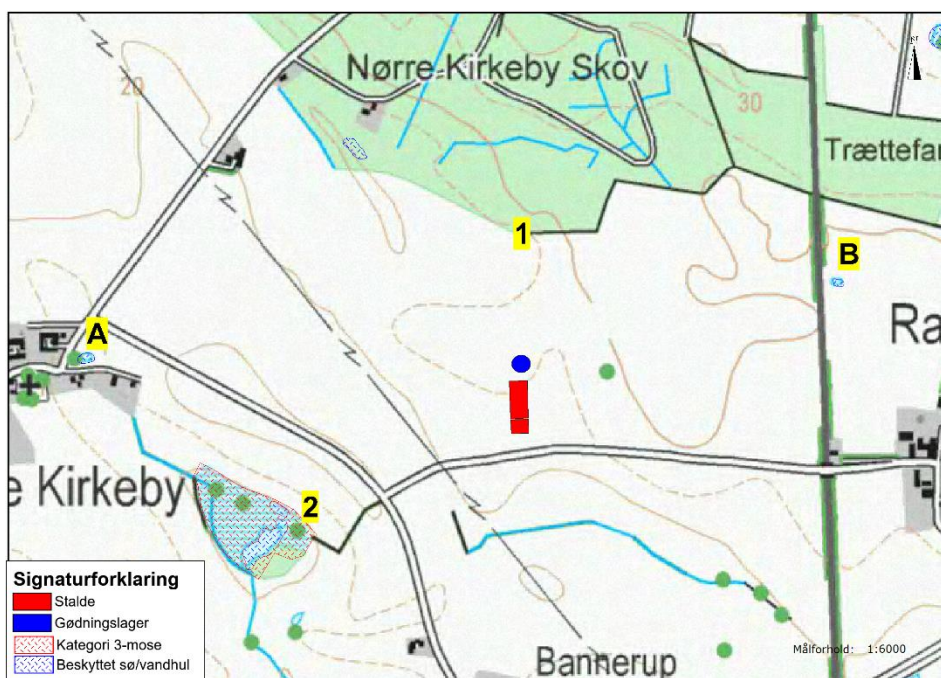 Nørre Kirkeby Skov
20
30
Trættefar
1
B
A
Ra
e Kirkeby
2
Signaturforklaring
Stalde
Gødningslager
Kategori 3-mose
Beskyttet sø/vandhul
Bannerup
Målforhold: 1:6000